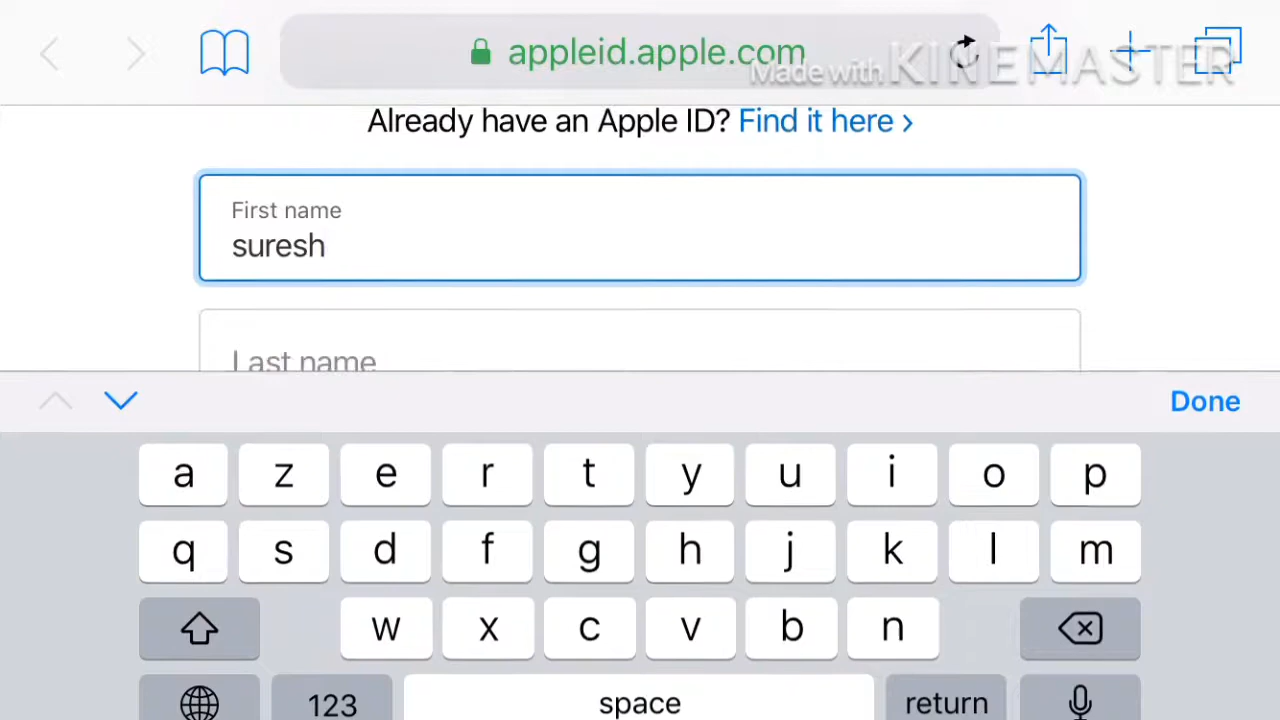 appleid.apple.com
Made with KINEMASTER
Already have an Apple ID? Find it here >
First name
suresh
Last name
Done
a z e r t y u i o p
q s d f g h j k l m
w x c v b n
123 space return